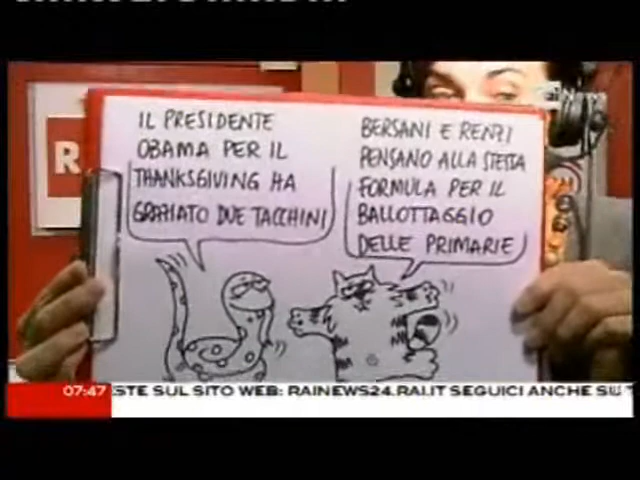 IL PRESIDENTE
OBAMA PER IL
THANKSGIVING HA
GRAZIATO DUE TACCHINI
BERSANI E RENZI
PENSANO ALLA STESSA
FORMULA PER IL
BALLOTTAGGIO
DELLE PRIMARIE
R
07:47 ESTE SUL SITO WEB: RAINEWS24.RAI.IT SEGUICI ANCHE SU